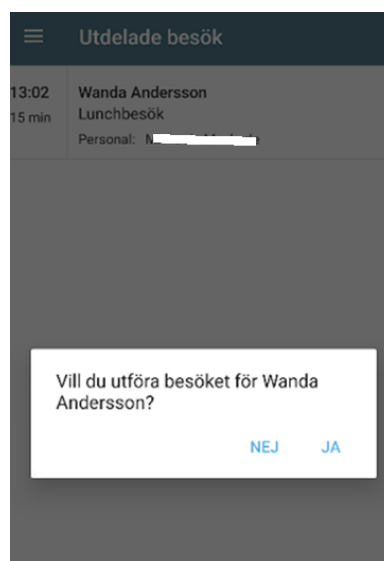 Utdelade besök
13:02
Wanda Andersson
15 min
Lunchbesök
Personal:
Vill du utföra besöket för Wanda
Andersson?
NEJ JA